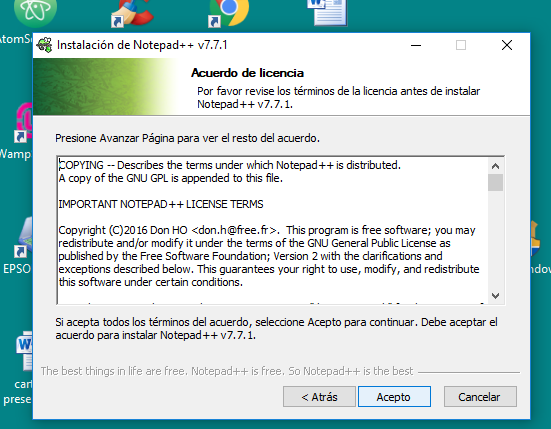 AtomS
Wamp
EPSO
cart
prese
ndow
Instalación de Notepad++ v7.7.1
Acuerdo de licencia
Por favor revise los términos de la licencia antes de instalar
Notepad++ v7.7.1.
Presione Avanzar Página para ver el resto del acuerdo.
COPYING -- Describes the terms under which Notepad++ is distributed.
A copy of the GNU GPL is appended to this file.
IMPORTANT NOTEPAD++ LICENSE TERMS
Copyright (C)2016 Don HO <don.h@free.fr>.  This program is free software; you may
redistribute and/or modify it under the terms of the GNU General Public License as
published by the Free Software Foundation; Version 2 with the clarifications and
exceptions described below. This guarantees your right to use, modify, and redistribute
this software under certain conditions.
Si acepta todos los términos del acuerdo, seleccione Acepto para continuar. Debe aceptar el
acuerdo para instalar Notepad++ v7.7.1.
The best things in life are free. Notepad++ is free. So Notepad++ is the best
< Atrás
Acepto
Cancelar